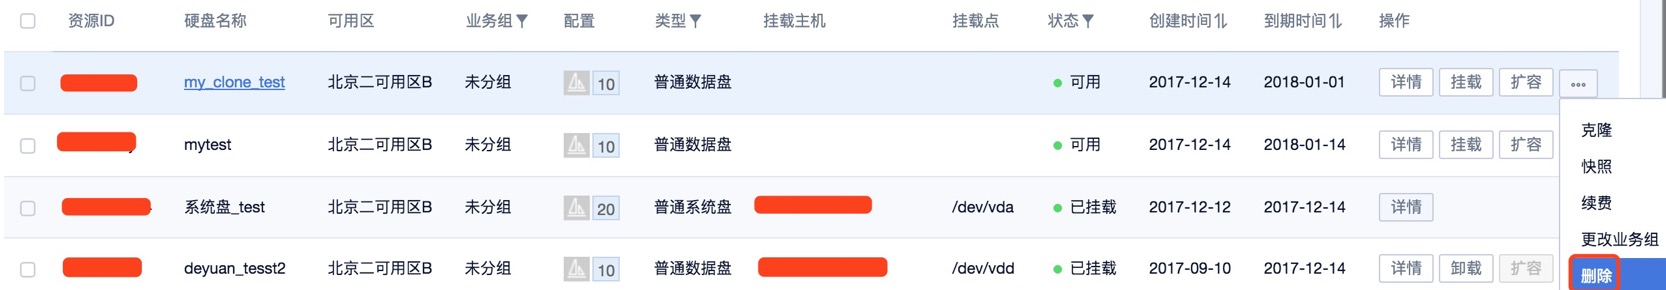 资源ID 硬盘名称 可用区 业务组 配置 类型 挂载主机 挂载点 状态 创建时间 到期时间 操作
my_clone_test 北京二可用区B 未分组 10 普通数据盘 可用 2017-12-14 2018-01-01 详情 挂载 扩容 ...
克隆
mytest 北京二可用区B 未分组 10 普通数据盘 可用 2017-12-14 2018-01-14 详情 挂载 扩容
快照
续费
系统盘_test 北京二可用区B 未分组 20 普通系统盘 /dev/vda 已挂载 2017-12-12 2017-12-14 详情
更改业务组
deyuan_tesst2 北京二可用区B 未分组 10 普通数据盘 /dev/vdd 已挂载 2017-09-10 2017-12-14 详情 卸载 扩容
删除